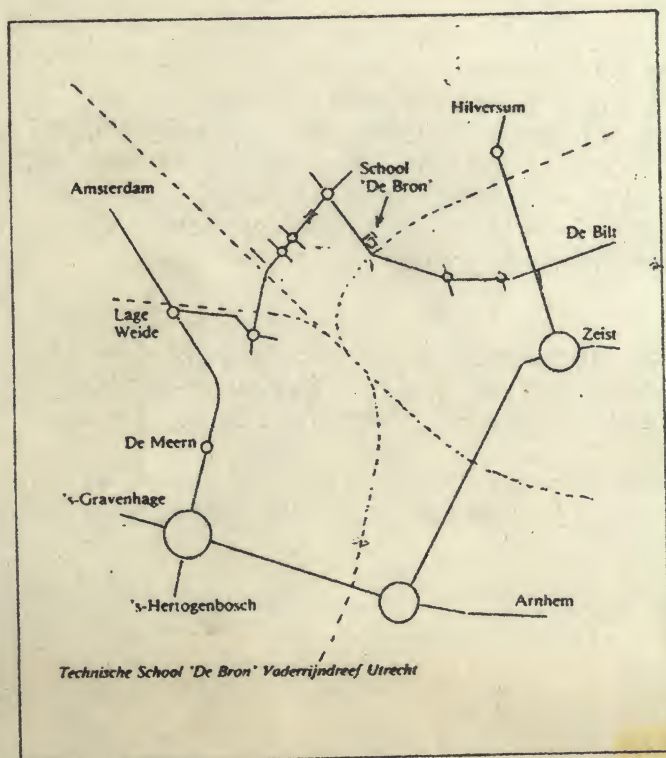 Hilversum
School
'De Bron'
Amsterdam
De Bilt
Lage
Weide
Zeist
De Meern
's-Gravenhage
's-Hertogenbosch
Arnhem
Technische School 'De Bron' Vaderrijndreef Utrecht